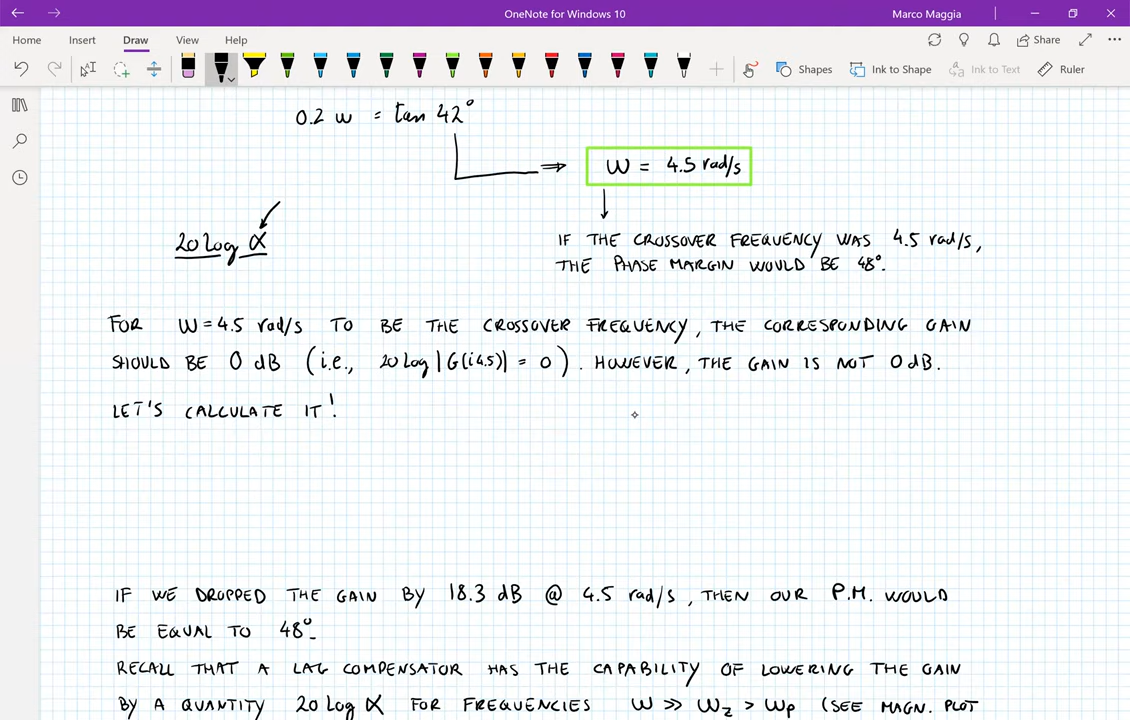 OneNote for Windows 10
Marco Maggia
Home Insert Draw View Help
Share
Shapes Ink to Shape Ink to Text Ruler
0.2 w = tan 42°
⇒ w = 4.5 rad/s
20 log α
IF THE CROSSOVER FREQUENCY WAS 4.5 rad/s,
THE PHASE MARGIN WOULD BE 48°.
FOR W = 4.5 rad/s TO BE THE CROSSOVER FREQUENCY, THE CORRESPONDING GAIN
SHOULD BE 0 dB (i.e., 20 log |G(i4.5)| = 0). HOWEVER, THE GAIN IS NOT 0 dB.
LET'S CALCULATE IT!
IF WE DROPPED THE GAIN BY 18.3 dB @ 4.5 rad/s, THEN OUR P.M. WOULD
BE EQUAL TO 48°.
RECALL THAT A LAG COMPENSATOR HAS THE CAPABILITY OF LOWERING THE GAIN
BY A QUANTITY 20 log α FOR FREQUENCIES W ≫ Wz > Wp (SEE MAGN. PLOT